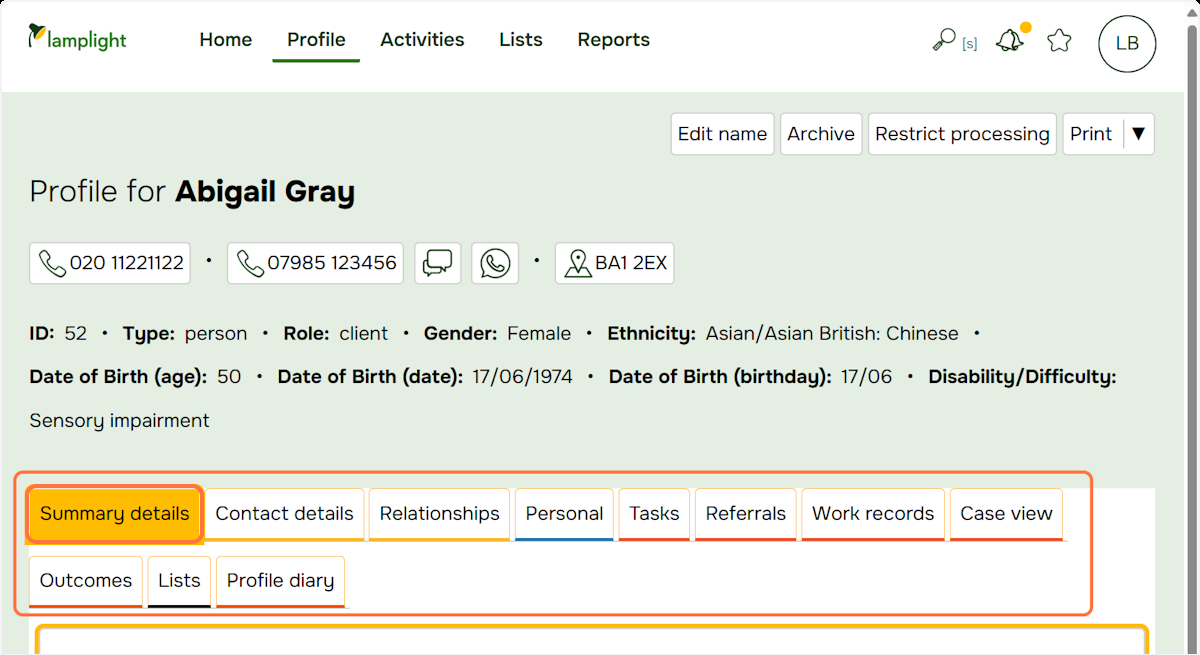 lamplight Home Profile Activities Lists Reports [s] LB
Edit name Archive Restrict processing Print ▼
Profile for Abigail Gray
020 11221122 • 07985 123456 • BA1 2EX
ID: 52 • Type: person • Role: client • Gender: Female • Ethnicity: Asian/Asian British: Chinese •
Date of Birth (age): 50 • Date of Birth (date): 17/06/1974 • Date of Birth (birthday): 17/06 • Disability/Difficulty:
Sensory impairment
Summary details Contact details Relationships Personal Tasks Referrals Work records Case view
Outcomes Lists Profile diary